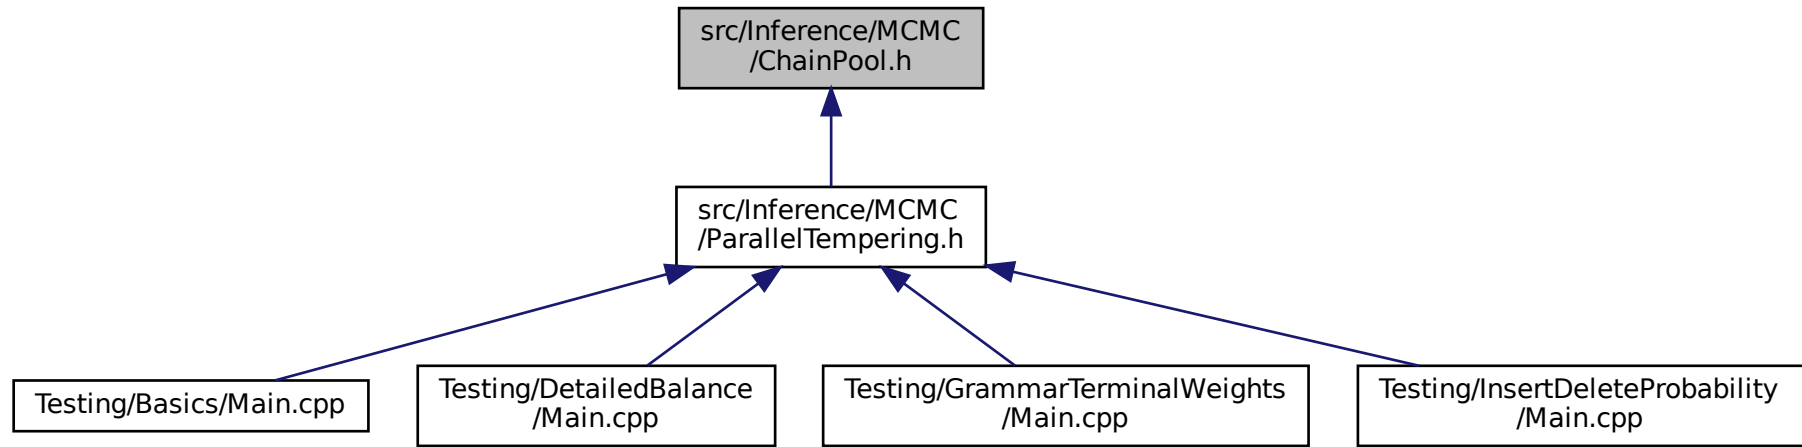 src/Inference/MCMC
/ChainPool.h
src/Inference/MCMC
/ParallelTempering.h
Testing/Basics/Main.cpp
Testing/DetailedBalance
/Main.cpp
Testing/GrammarTerminalWeights
/Main.cpp
Testing/InsertDeleteProbability
/Main.cpp